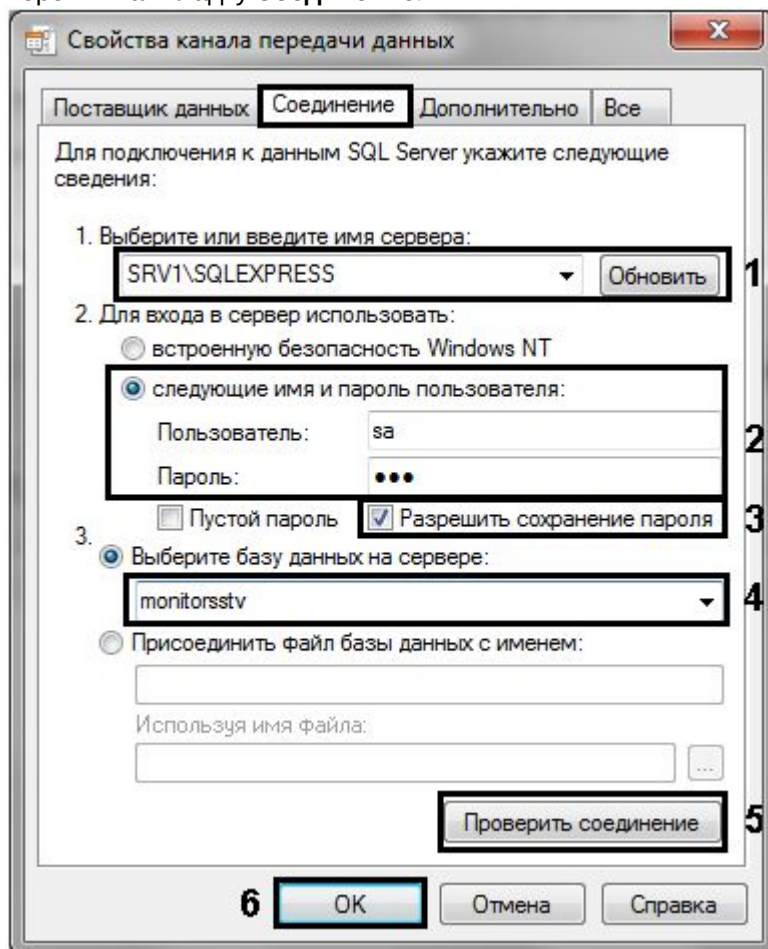 Свойства канала передачи данных
Поставщик данных Соединение Дополнительно Все
Для подключения к данным SQL Server укажите следующие
сведения:
1. Выберите или введите имя сервера:
SRV1\SQLEXPRESS Обновить 1
2. Для входа в сервер использовать:
встроенную безопасность Windows NT
следующие имя и пароль пользователя:
Пользователь: sa
2
Пароль: •••
Пустой пароль Разрешить сохранение пароля 3
3.
Выберите базу данных на сервере:
monitorsstv 4
Присоединить файл базы данных с именем:
Используя имя файла:
...
Проверить соединение 5
6 OK Отмена Справка